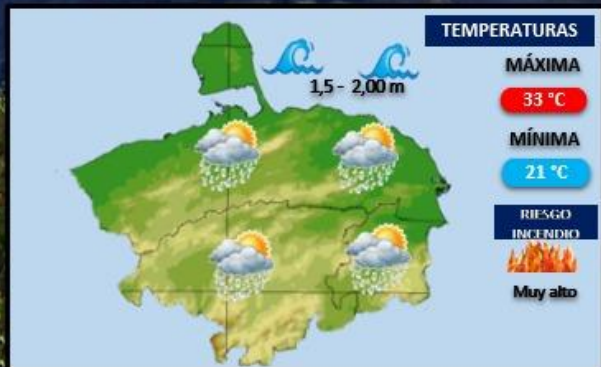 TEMPERATURAS
MÁXIMA
33 °C
MÍNIMA
21 °C
RIESGO
INCENDIO
Muy alto
1,5 - 2,00 m